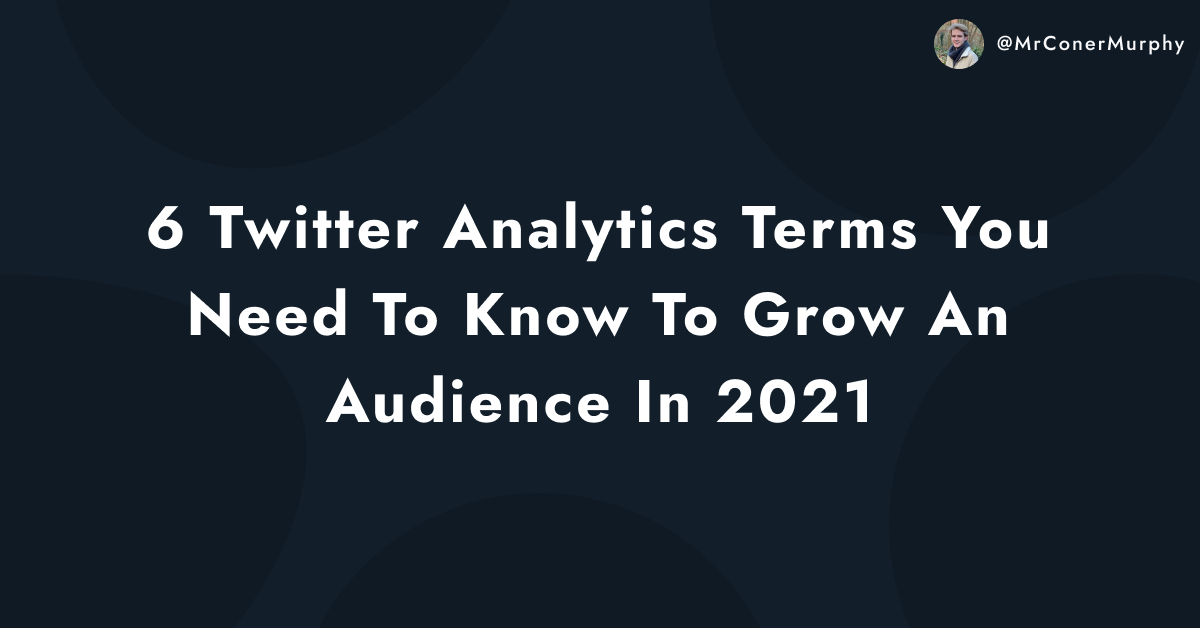 @MrConerMurphy
6 Twitter Analytics Terms You
Need To Know To Grow An
Audience In 2021